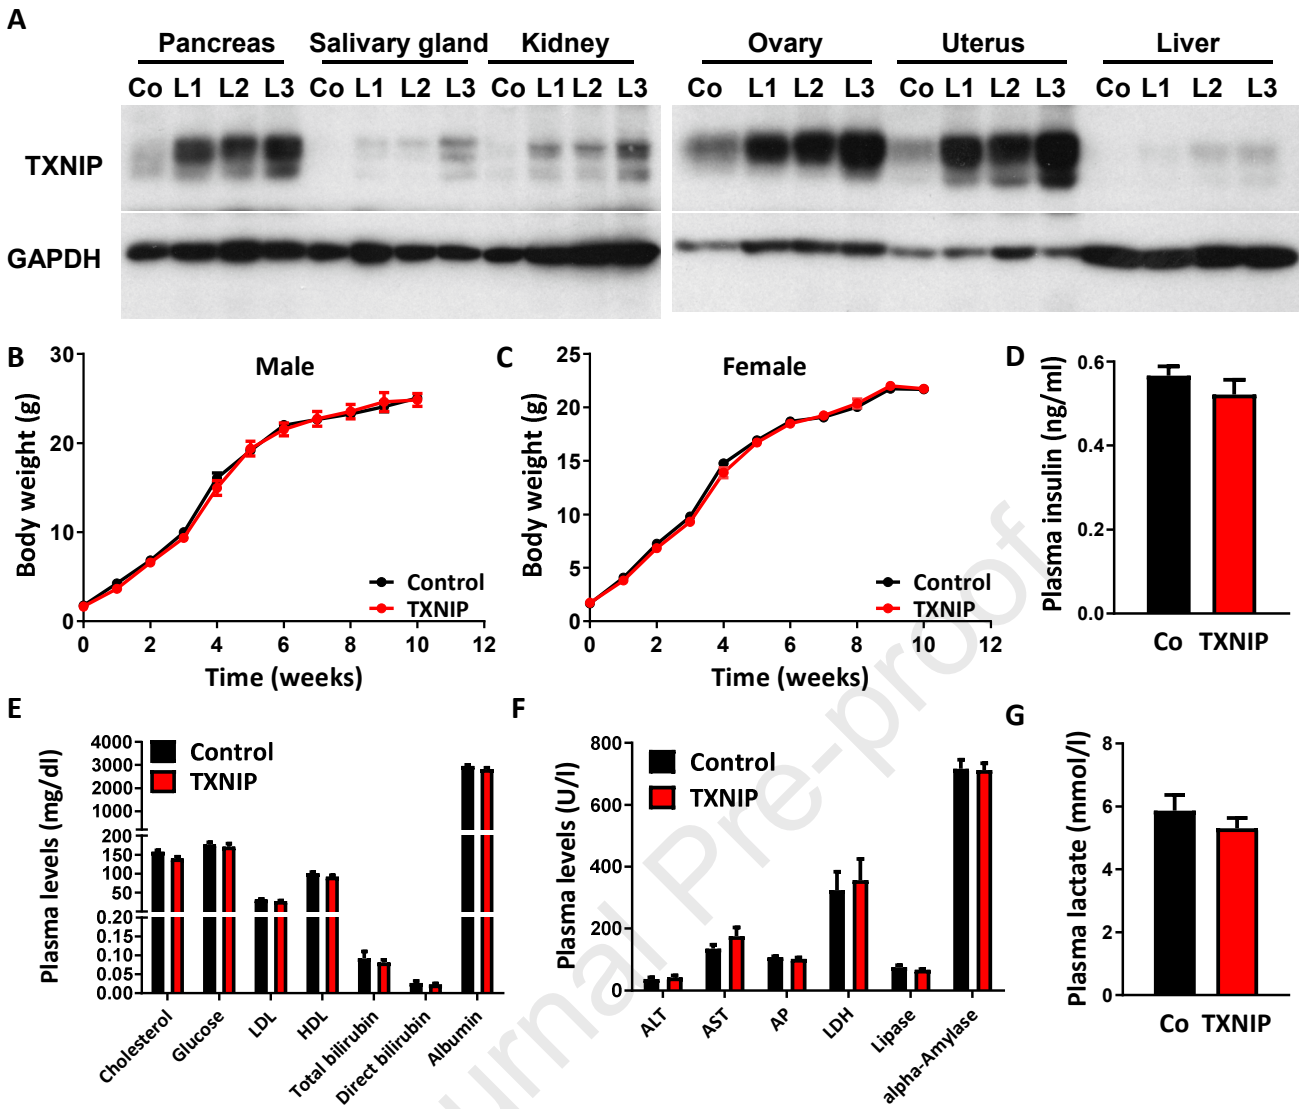 A
Pancreas Salivary gland Kidney Ovary Uterus Liver
Co L1 L2 L3 Co L1 L2 L3 Co L1 L2 L3 Co L1 L2 L3 Co L1 L2 L3 Co L1 L2 L3
TXNIP
GAPDH
B
Male
Body weight (g)
30
20
10
0
0 2 4 6 8 10 12
Time (weeks)
Control
TXNIP
C
Female
Body weight (g)
25
20
15
10
5
0
0 2 4 6 8 10 12
Time (weeks)
Control
TXNIP
D
Plasma insulin (ng/ml)
0.6
0.4
0.2
0.0
Co TXNIP
E
Plasma levels (mg/dl)
4000
3000
2000
1000
200
150
100
50
0.20
0.10
0.05
0.00
Control
TXNIP
Cholesterol
Glucose
LDL
HDL
Total bilirubin
Direct bilirubin
Albumin
F
Plasma levels (U/l)
800
600
400
200
0
Control
TXNIP
ALT
AST
AP
LDH
Lipase
alpha-Amylase
G
Plasma lactate (mmol/l)
8
6
4
2
0
Co TXNIP
urnal Pre-proof